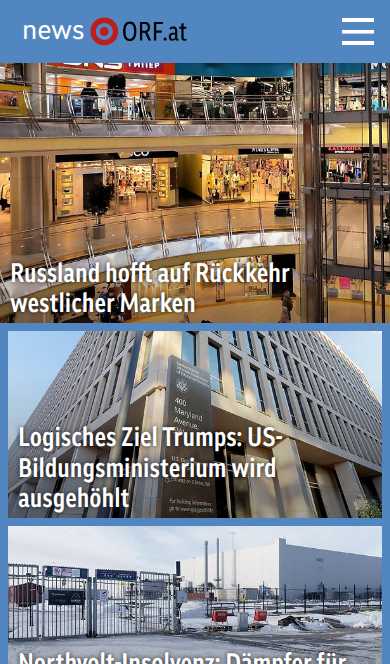 news ORF.at
Russland hofft auf Rückkehr
westlicher Marken
400
Maryland
Avenue,
Logisches Ziel Trumps: US-
Bildungsministerium wird
ausgehöhlt
Northvolt-Insolvenz: Dämpfer für